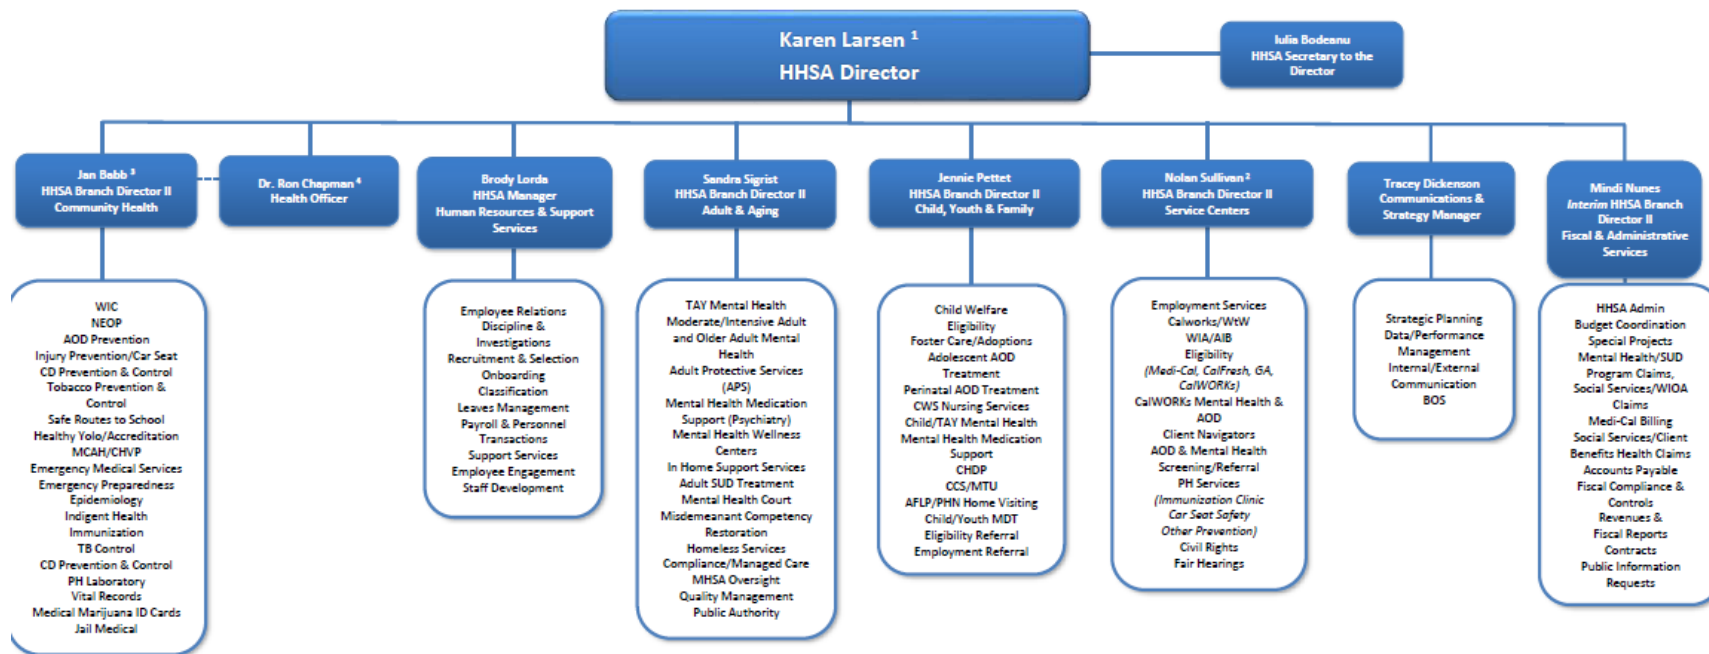 Karen Larsen 1
HHSA Director
Iulia Bodeanu
HHSA Secretary to the
Director
Jan Babb 3
HHSA Branch Director II
Community Health
Dr. Ron Chapman 4
Health Officer
Brody Lorda
HHSA Manager
Human Resources & Support
Services
Sandra Sigrist
HHSA Branch Director II
Adult & Aging
Jennie Pettet
HHSA Branch Director II
Child, Youth & Family
Nolan Sullivan 2
HHSA Branch Director II
Service Centers
Tracey Dickenson
Communications &
Strategy Manager
Mindi Nunes
Interim HHSA Branch
Director II
Fiscal & Administrative
Services
WIC
NEOP
AOD Prevention
Injury Prevention/Car Seat
CD Prevention & Control
Tobacco Prevention &
Control
Safe Routes to School
Healthy Yolo/Accreditation
MCAH/CHVP
Emergency Medical Services
Emergency Preparedness
Epidemiology
Indigent Health
Immunization
TB Control
CD Prevention & Control
PH Laboratory
Vital Records
Medical Marijuana ID Cards
Jail Medical
Employee Relations
Discipline &
Investigations
Recruitment & Selection
Onboarding
Classification
Leaves Management
Payroll & Personnel
Transactions
Support Services
Employee Engagement
Staff Development
TAY Mental Health
Moderate/Intensive Adult
and Older Adult Mental
Health
Adult Protective Services
(APS)
Mental Health Medication
Support (Psychiatry)
Mental Health Wellness
Centers
In Home Support Services
Adult SUD Treatment
Mental Health Court
Misdemeanant Competency
Restoration
Homeless Services
Compliance/Managed Care
MHSA Oversight
Quality Management
Public Authority
Child Welfare
Eligibility
Foster Care/Adoptions
Adolescent AOD
Treatment
Perinatal AOD Treatment
CWS Nursing Services
Child/TAY Mental Health
Mental Health Medication
Support
CHDP
CCS/MTU
AFLP/PHN Home Visiting
Child/Youth MDT
Eligibility Referral
Employment Referral
Employment Services
Calworks/WtW
WIA/AIB
Eligibility
(Medi-Cal, CalFresh, GA,
CalWORKs)
CalWORKs Mental Health &
AOD
Client Navigators
AOD & Mental Health
Screening/Referral
PH Services
(Immunization Clinic
Car Seat Safety
Other Prevention)
Civil Rights
Fair Hearings
Strategic Planning
Data/Performance
Management
Internal/External
Communication
BOS
HHSA Admin
Budget Coordination
Special Projects
Mental Health/SUD
Program Claims,
Social Services/WIOA
Claims
Medi-Cal Billing
Social Services/Client
Benefits Health Claims
Accounts Payable
Fiscal Compliance &
Controls
Revenues &
Fiscal Reports
Contracts
Public Information
Requests